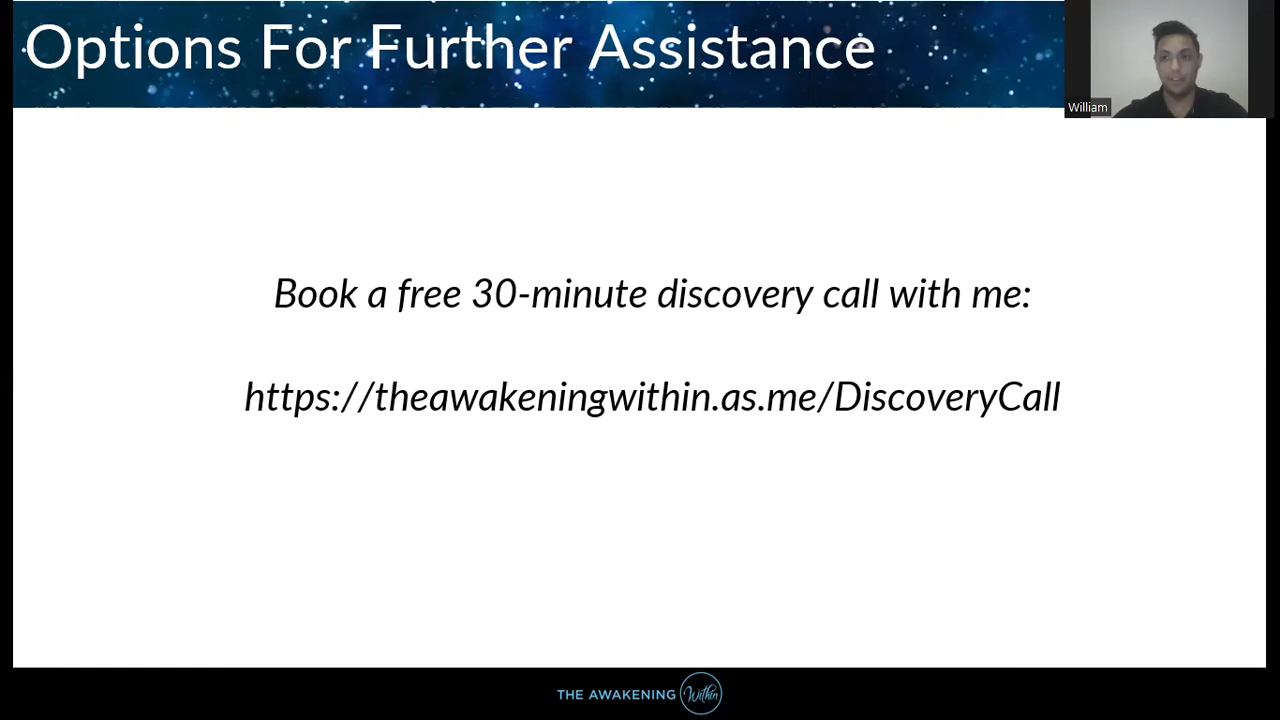 Options For Further Assistance
William
Book a free 30-minute discovery call with me:
https://theawakeningwithin.as.me/DiscoveryCall
THE AWAKENING Within